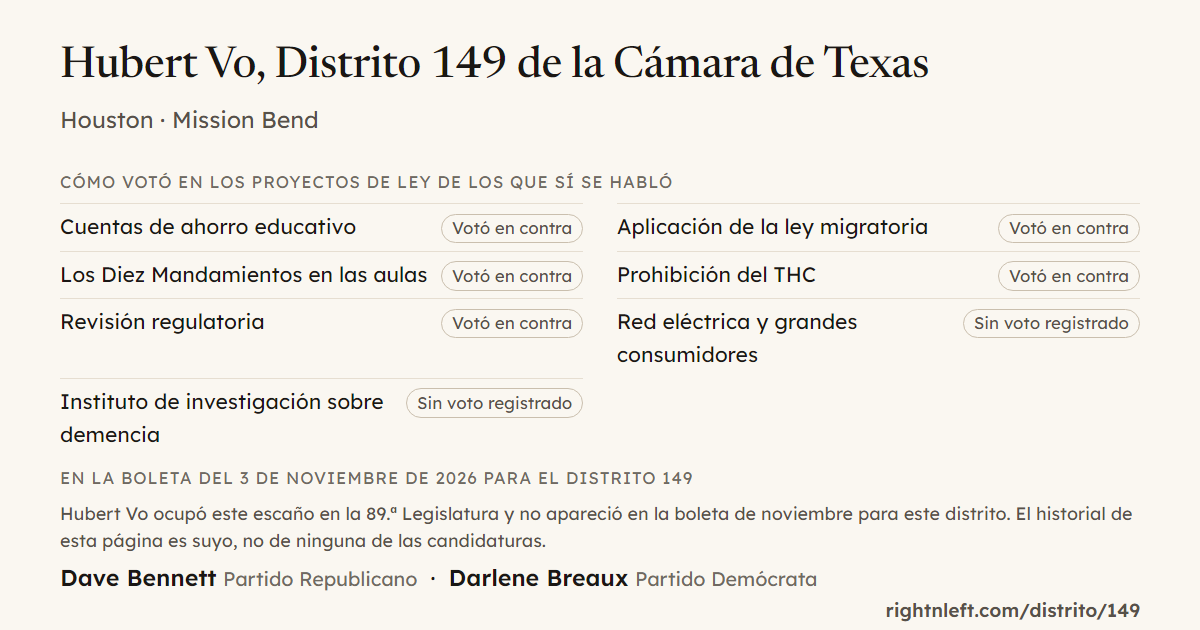 Hubert Vo, Distrito 149 de la Cámara de Texas
Houston · Mission Bend
CÓMO VOTÓ EN LOS PROYECTOS DE LEY DE LOS QUE SÍ SE HABLÓ
Cuentas de ahorro educativo Votó en contra
Aplicación de la ley migratoria Votó en contra
Los Diez Mandamientos en las aulas Votó en contra
Prohibición del THC Votó en contra
Revisión regulatoria Votó en contra
Red eléctrica y grandes Sin voto registrado
consumidores
Instituto de investigación sobre Sin voto registrado
demencia
EN LA BOLETA DEL 3 DE NOVIEMBRE DE 2026 PARA EL DISTRITO 149
Hubert Vo ocupó este escaño en la 89.ª Legislatura y no apareció en la boleta de noviembre para este distrito. El historial de
esta página es suyo, no de ninguna de las candidaturas.
Dave Bennett Partido Republicano · Darlene Breaux Partido Demócrata
rightnleft.com/distrito/149